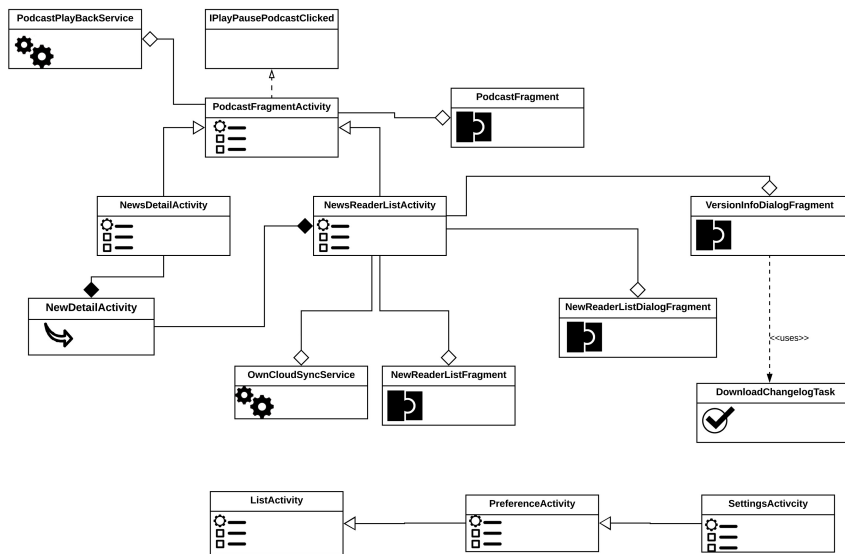 PodcastPlayBackService
IPlayPausePodcastClicked
PodcastFragmentActivity
PodcastFragment
NewsDetailActivity
NewsReaderListActivity
VersionInfoDialogFragment
NewDetailActivity
NewReaderListDialogFragment
<<uses>>
OwnCloudSyncService
NewReaderListFragment
DownloadChangelogTask
ListActivity
PreferenceActivity
SettingsActivcity